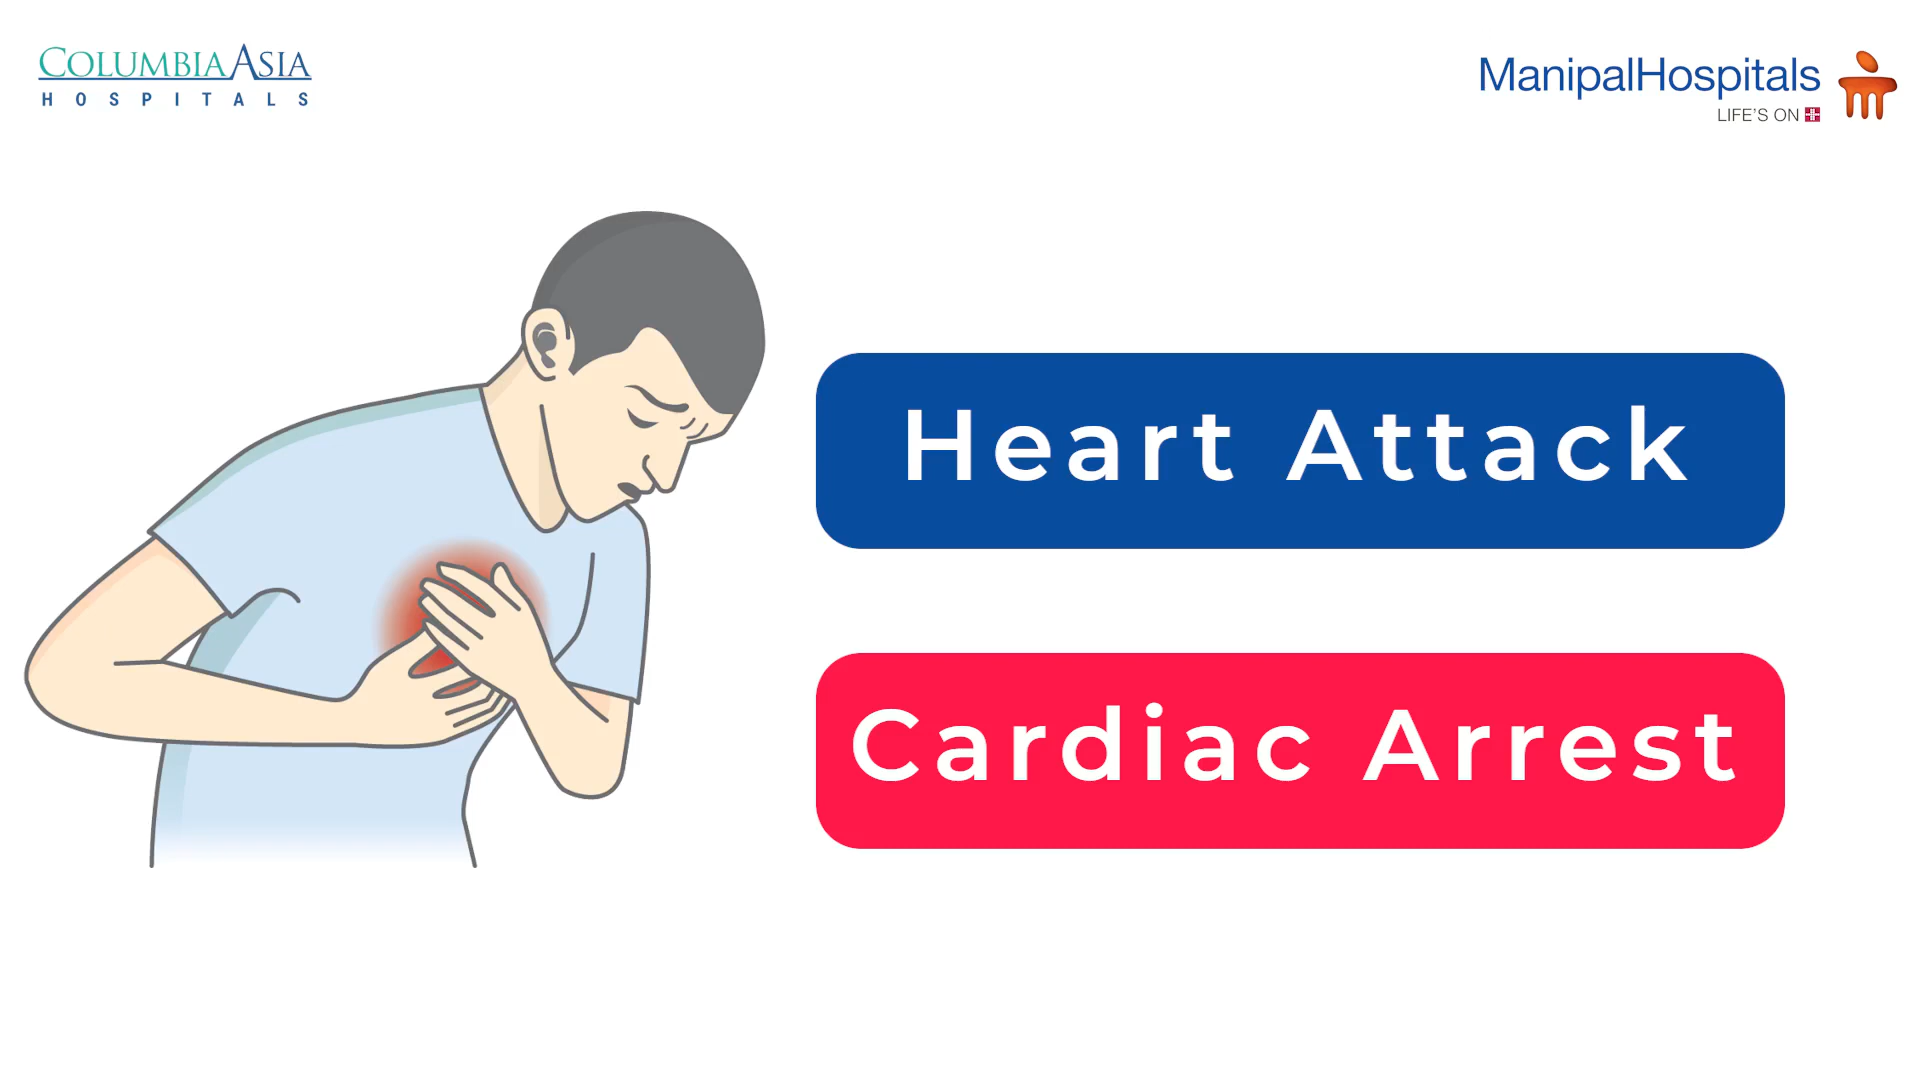 COLUMBIA ASIA
HOSPITALS
ManipalHospitals
LIFE'S ON
Heart Attack
Cardiac Arrest